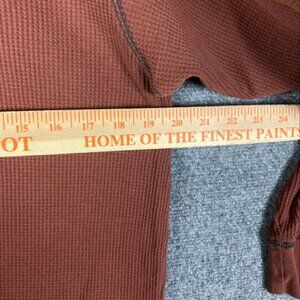 15 16 17 18 19 20 21 22 23 24
OT HOME OF THE FINEST PAINT